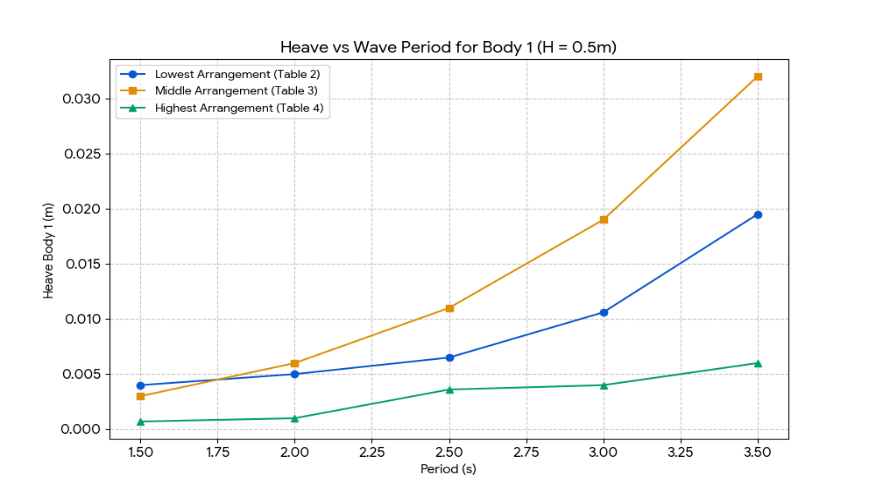 Heave vs Wave Period for Body 1 (H = 0.5m)
Lowest Arrangement (Table 2)
Middle Arrangement (Table 3)
Highest Arrangement (Table 4)
0.030
0.025
0.020
0.015
0.010
0.005
0.000
Heave Body 1 (m)
1.50 1.75 2.00 2.25 2.50 2.75 3.00 3.25 3.50
Period (s)